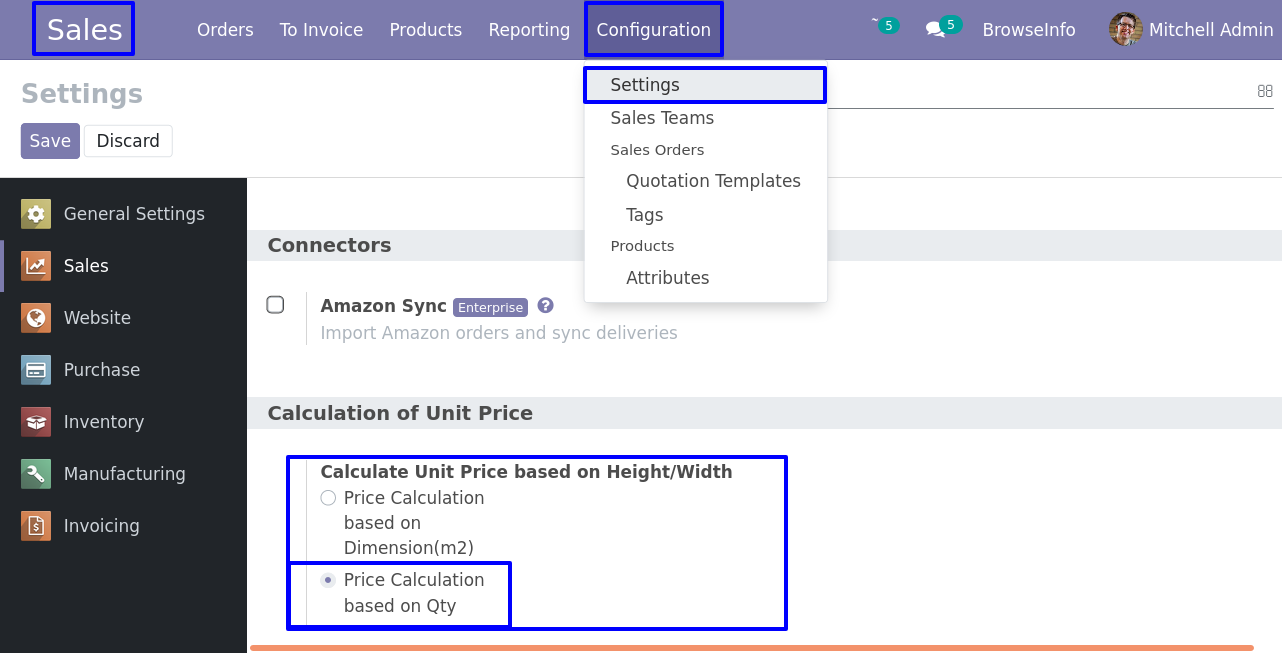 Sales
Orders
To Invoice
Products
Reporting
Configuration
5
5
BrowseInfo
Mitchell Admin
Settings
Save
Discard
Settings
Sales Teams
Sales Orders
Quotation Templates
Tags
Products
Attributes
General Settings
Sales
Website
Purchase
Inventory
Manufacturing
Invoicing
Connectors
Amazon Sync Enterprise ?
Import Amazon orders and sync deliveries
Calculation of Unit Price
Calculate Unit Price based on Height/Width
Price Calculation
based on
Dimension(m2)
Price Calculation
based on Qty